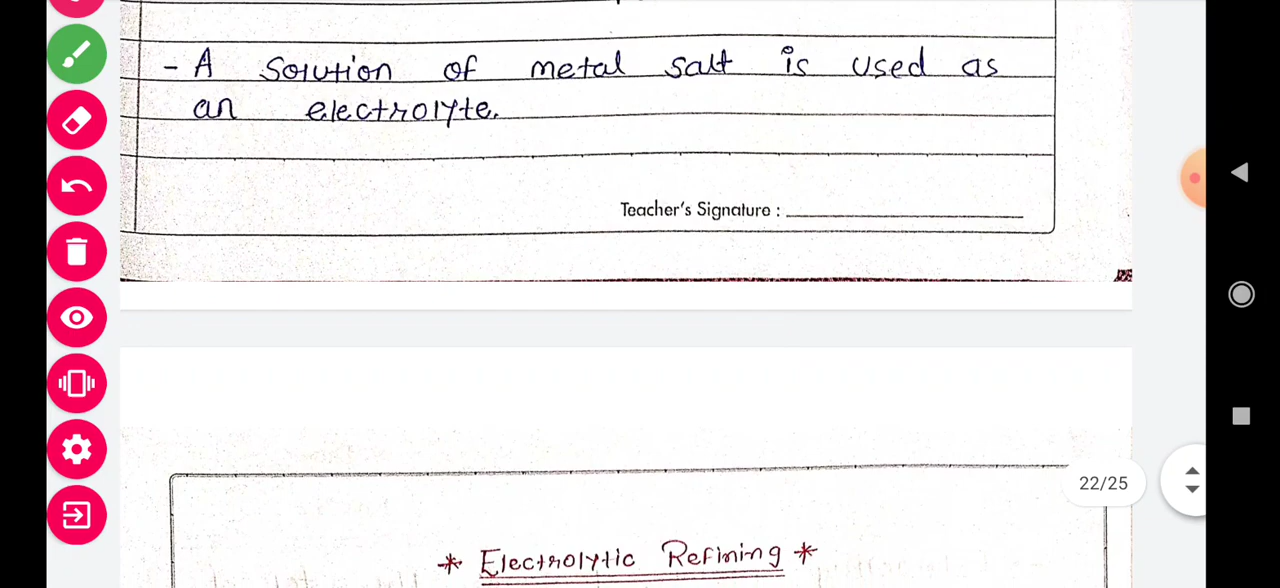 - A solution of metal salt is used as
an electrolyte.
Teacher's Signature :
22/25
* Electrolytic Refining *